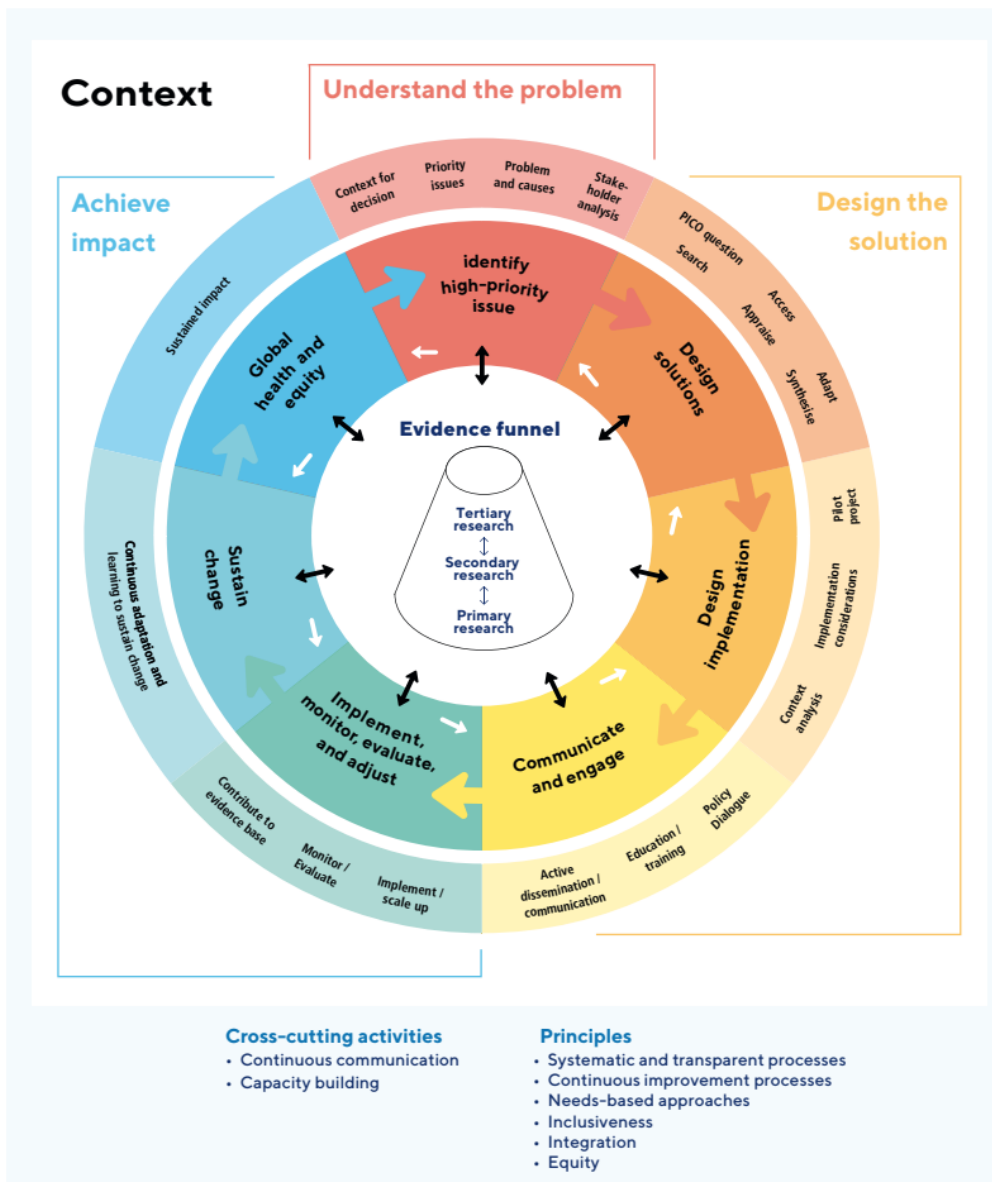 Context
Understand the problem
Achieve
impact
Design the
solution
Context for
decision
Priority
issues
Problem
and causes
Stake-
holder
analysis
PICO question
Search
Access
Appraise
Adapt
Synthesise
Pilot
project
Implementation
considerations
Context
analysis
Policy
Dialogue
Education /
training
Active
dissemination /
communication
Implement /
scale up
Monitor /
Evaluate
Contribute to
evidence base
Continuous adaptation and
learning to sustain change
Sustained impact
identify
high-priority
issue
Design
solutions
Design
implementation
Communicate
and engage
Implement,
monitor, evaluate,
and adjust
Sustain
change
Global
health and
equity
Evidence funnel
Tertiary
research
Secondary
research
Primary
research
Cross-cutting activities
• Continuous communication
• Capacity building
Principles
• Systematic and transparent processes
• Continuous improvement processes
• Needs-based approaches
• Inclusiveness
• Integration
• Equity